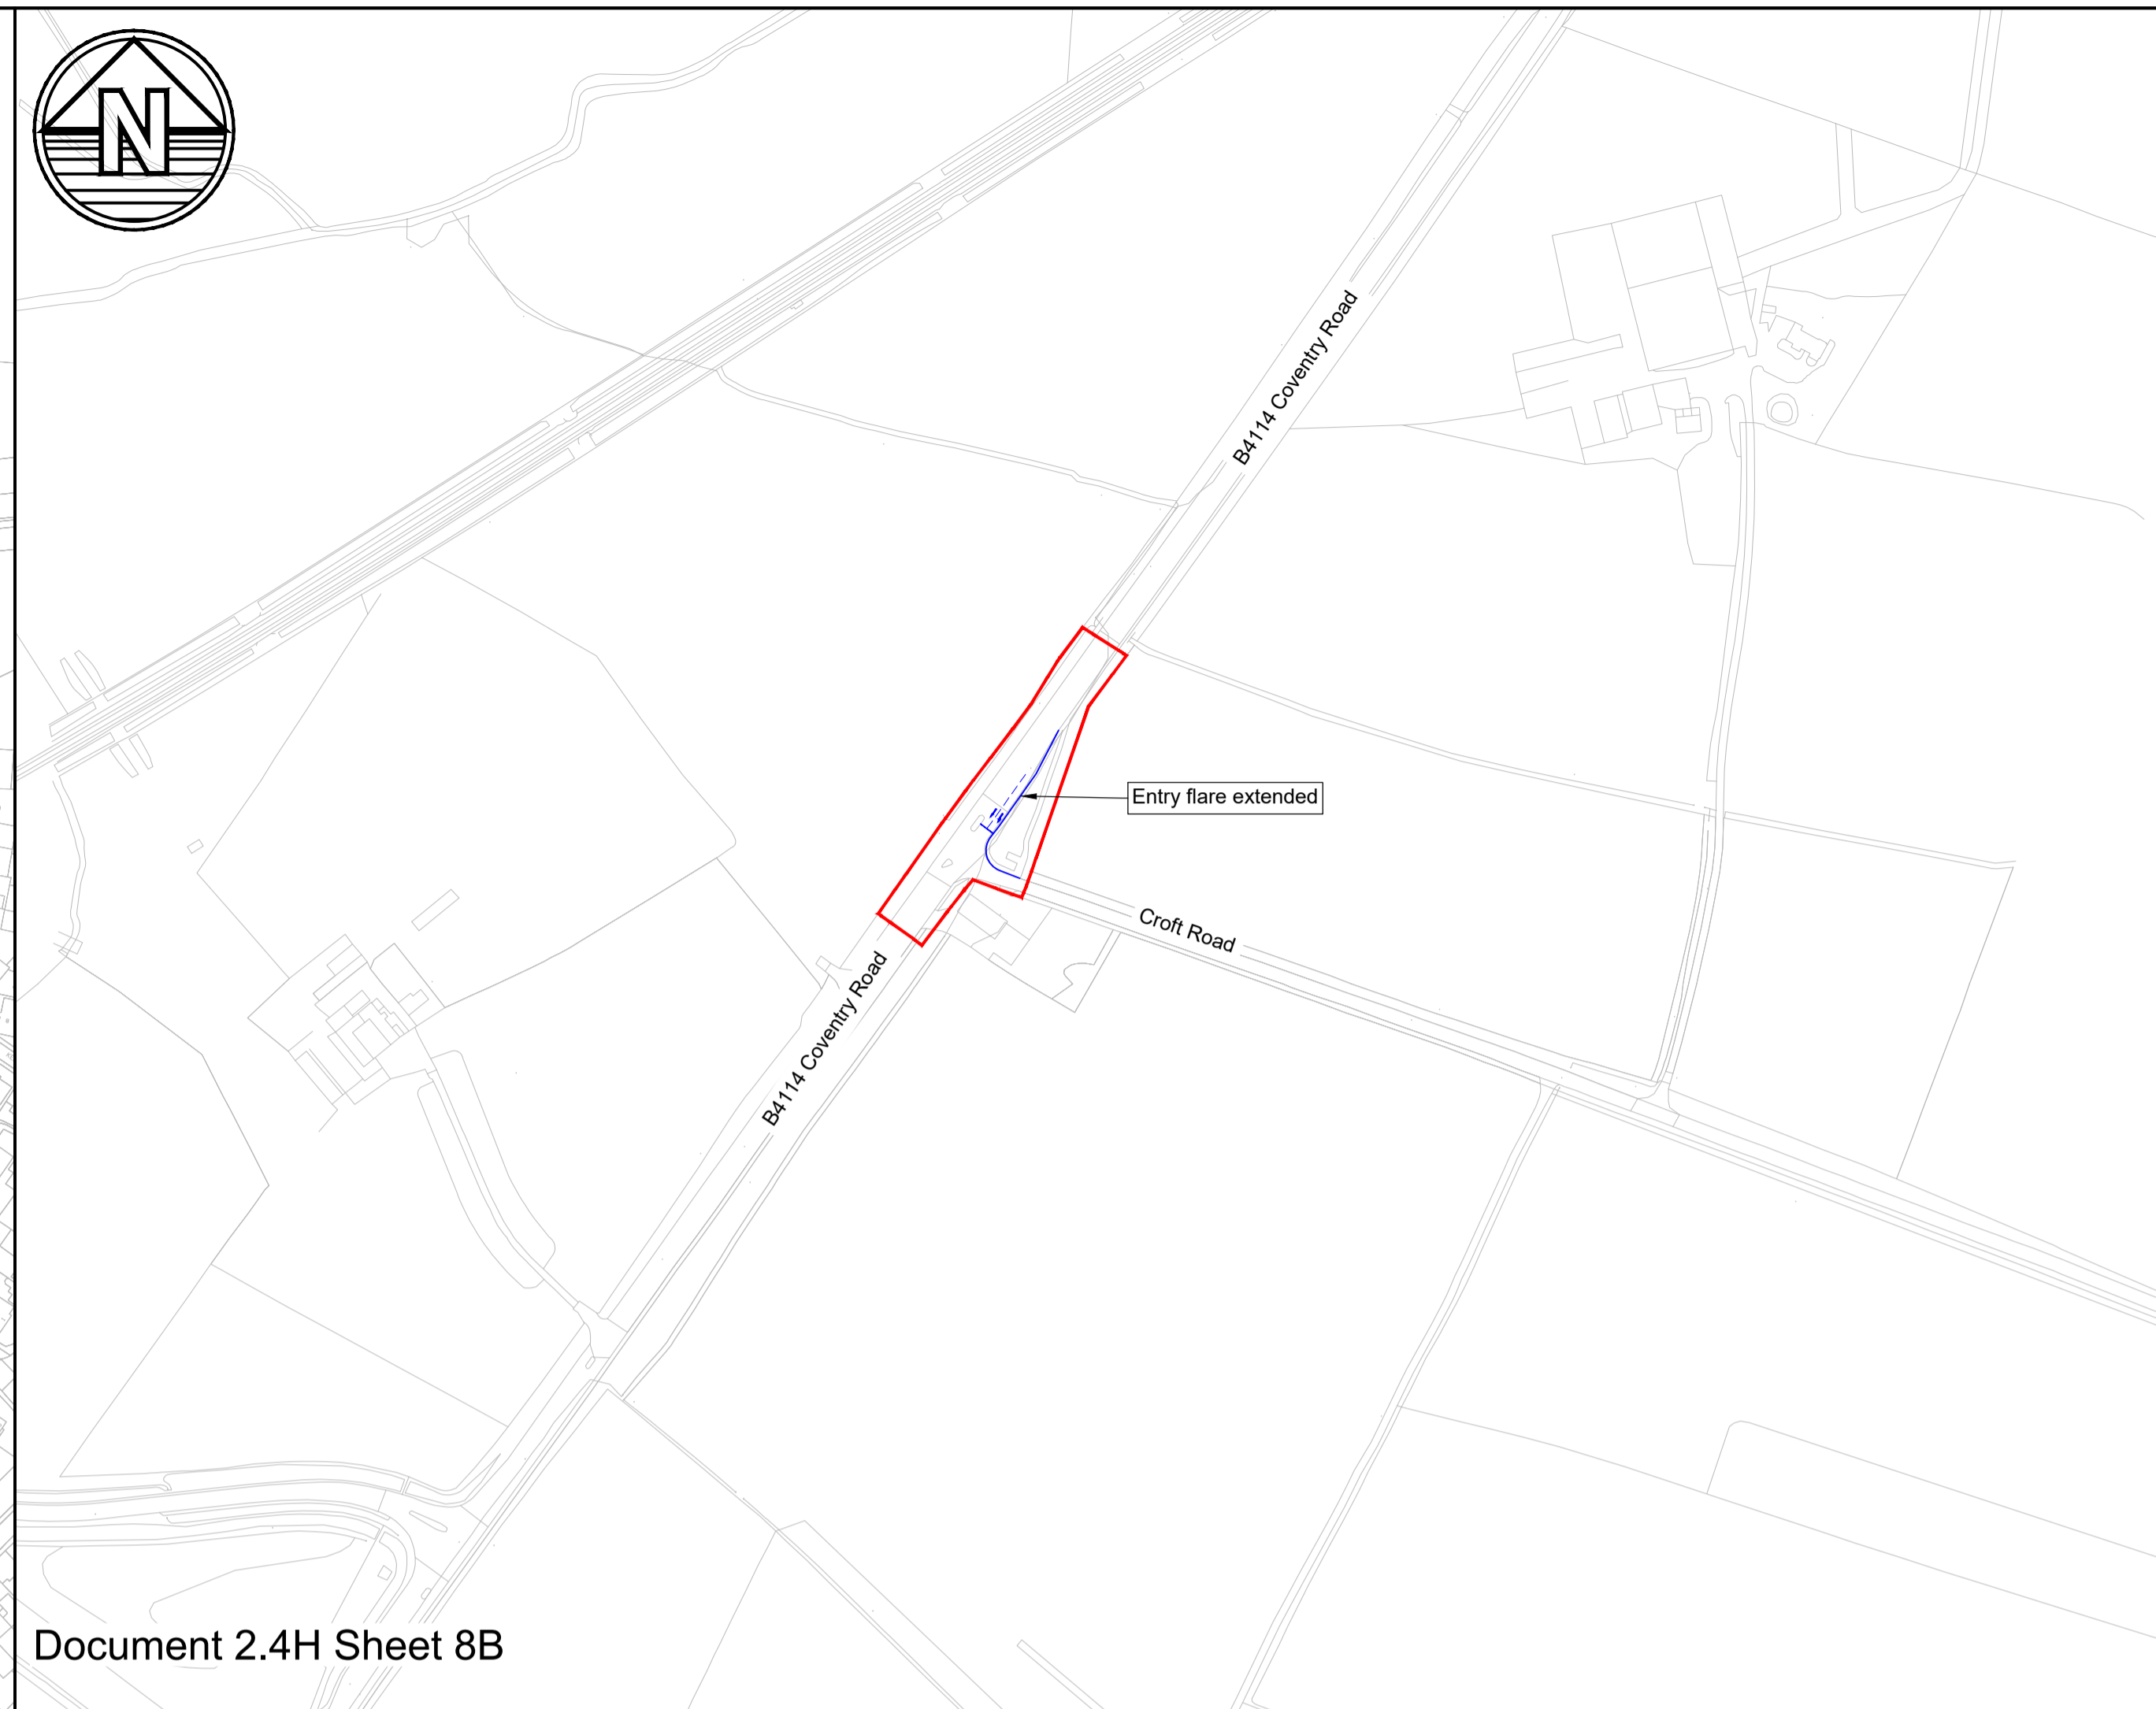 N
B4114 Coventry Road
Entry flare extended
Croft Road
B4114 Coventry Road
Document 2.4H Sheet 8B